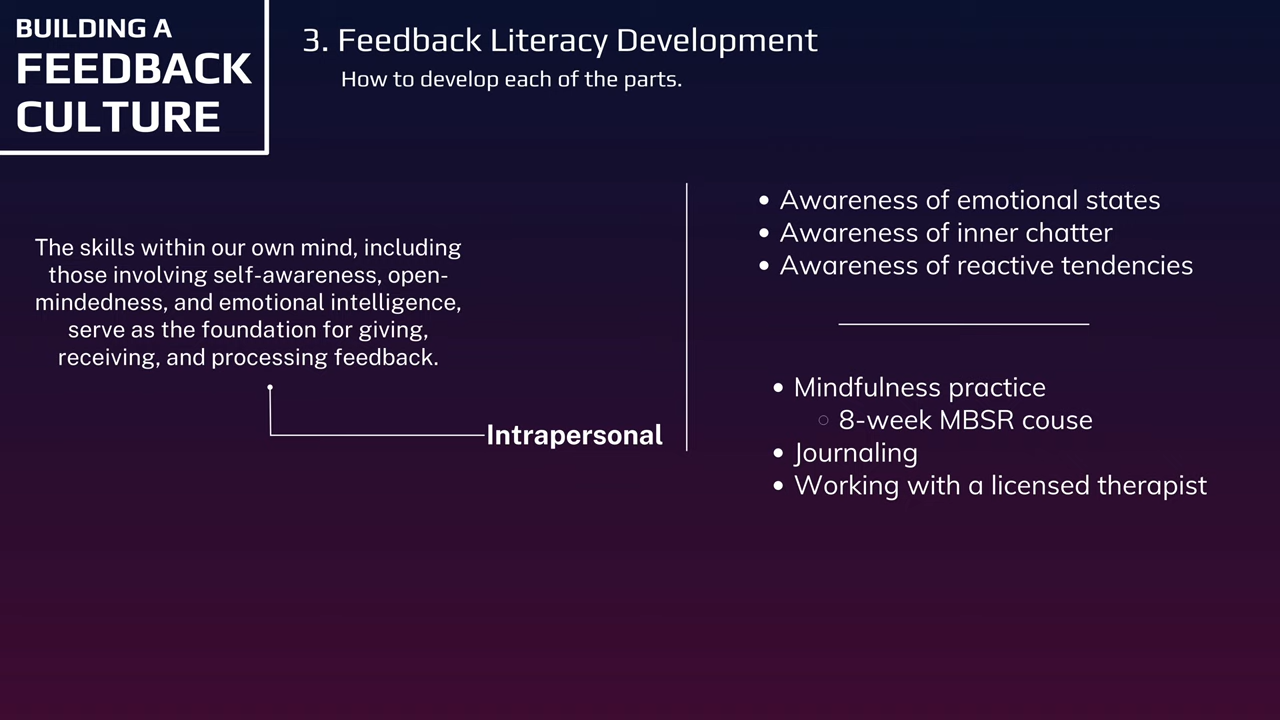 BUILDING A
FEEDBACK
CULTURE
3. Feedback Literacy Development
How to develop each of the parts.
The skills within our own mind, including
those involving self-awareness, open-
mindedness, and emotional intelligence,
serve as the foundation for giving,
receiving, and processing feedback.
Intrapersonal
• Awareness of emotional states
• Awareness of inner chatter
• Awareness of reactive tendencies
• Mindfulness practice
○ 8-week MBSR couse
• Journaling
• Working with a licensed therapist